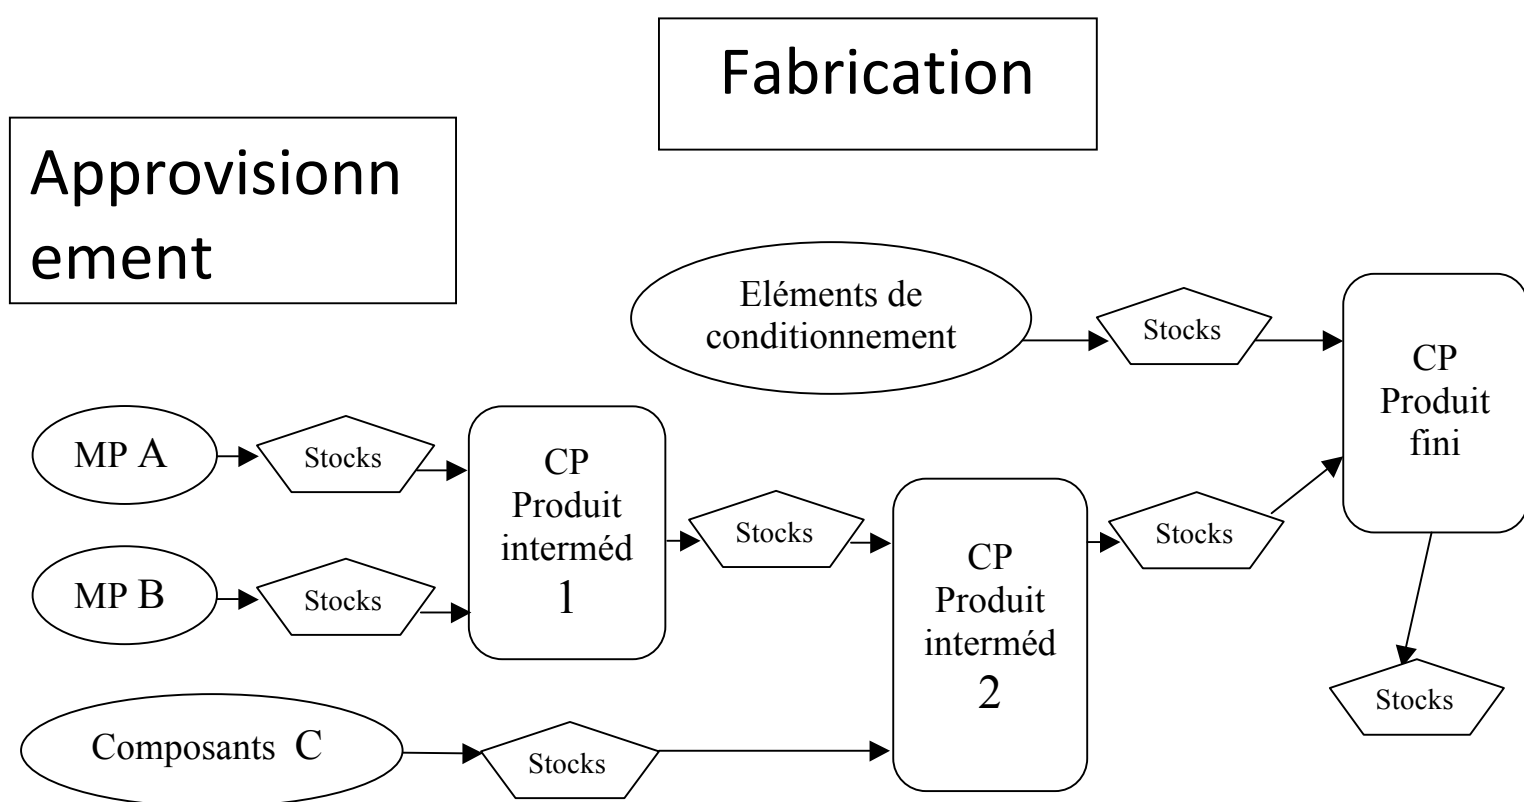 Fabrication
Approvisionn
ement
Eléments de
conditionnement
Stocks
CP
Produit
fini
MP A
Stocks
CP
Produit
interméd
1
Stocks
CP
Produit
interméd
2
Stocks
MP B
Stocks
Composants C
Stocks
Stocks